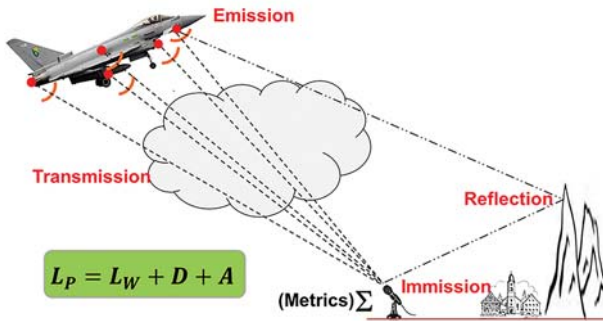 Emission
Transmission
Reflection
L_P = L_W + D + A
Immission
(Metrics) ∑